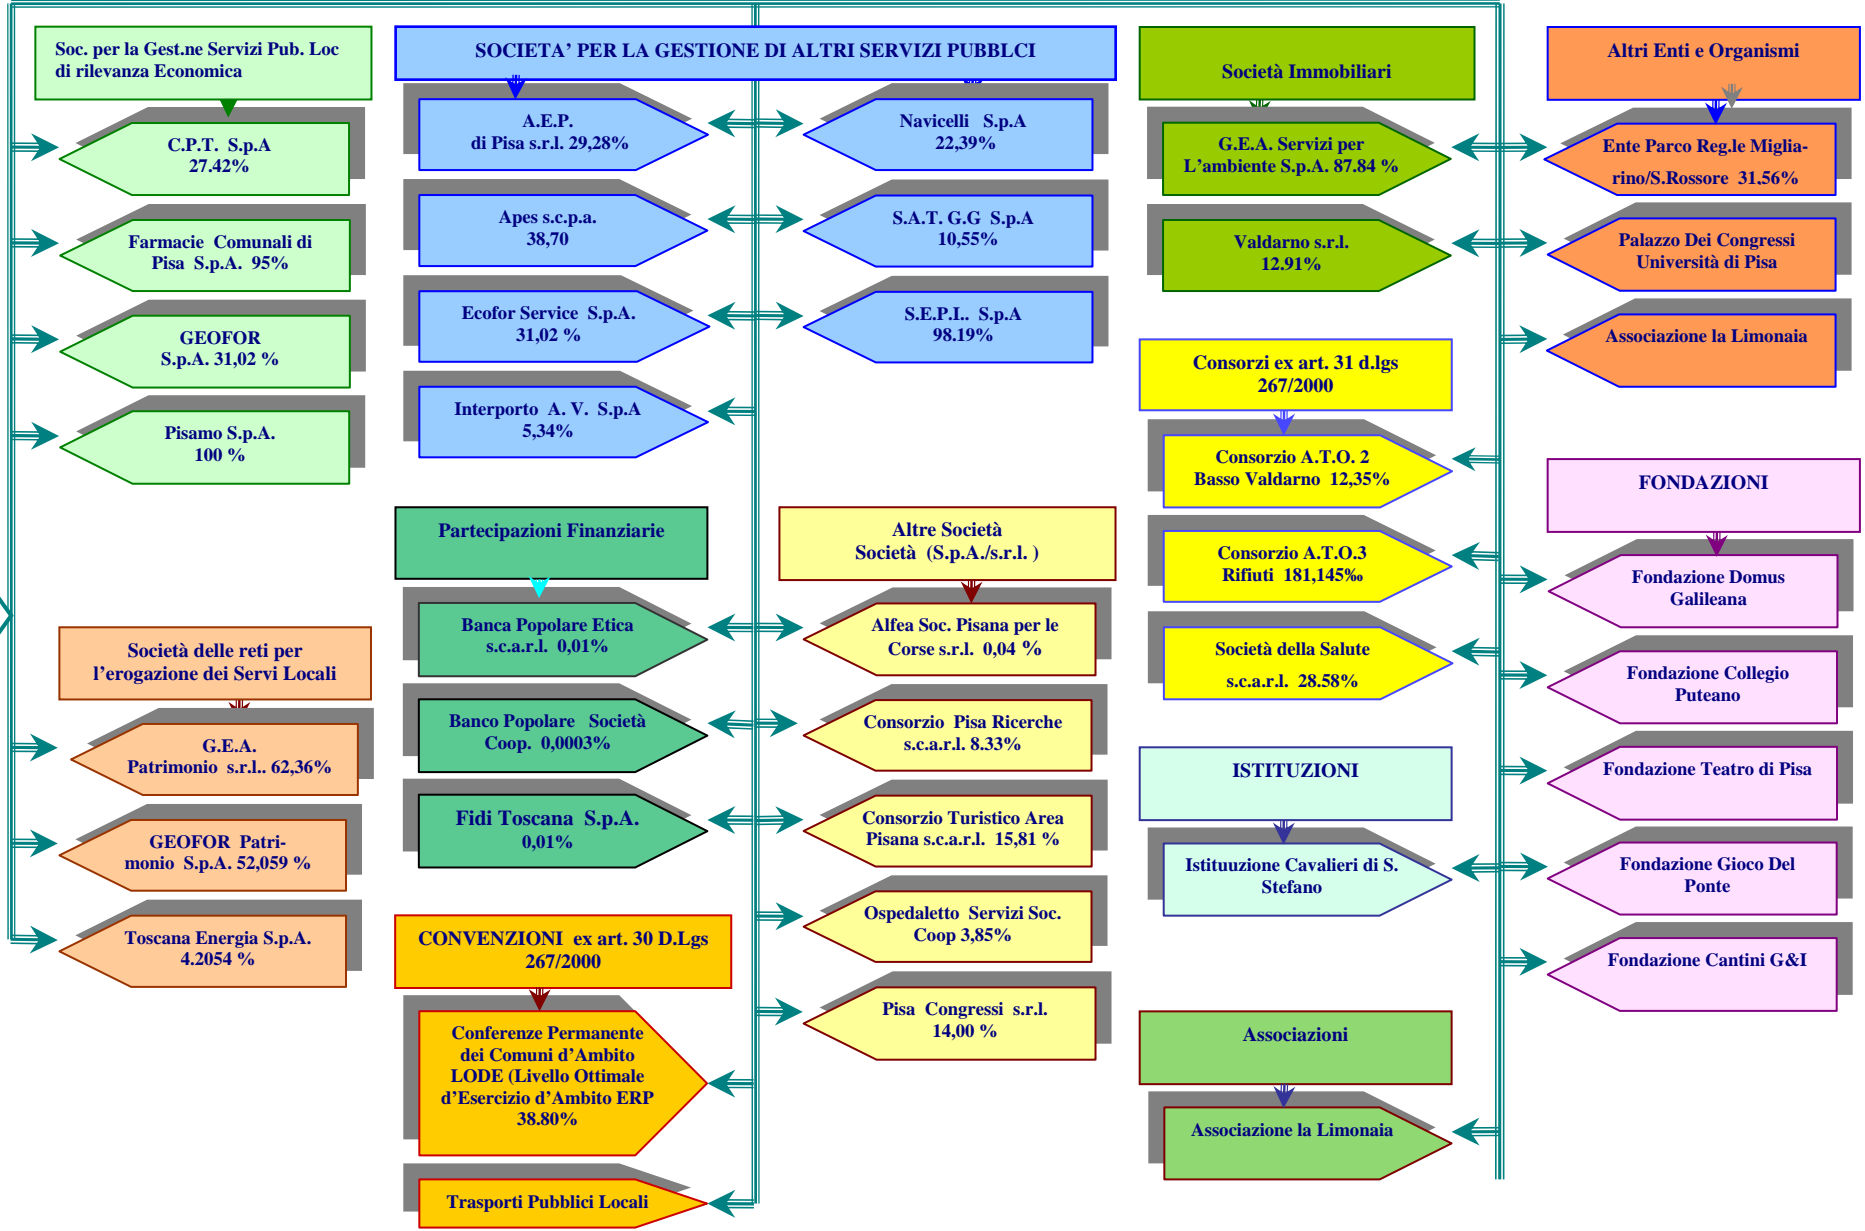 Soc. per la Gest.ne Servizi Pub. Loc
di rilevanza Economica
C.P.T. S.p.A
27.42%
Farmacie Comunali di
Pisa S.p.A. 95%
GEOFOR
S.p.A. 31,02 %
Pisamo S.p.A.
100 %
Società delle reti per
l'erogazione dei Servi Locali
G.E.A.
Patrimonio s.r.l.. 62,36%
GEOFOR Patri-
monio S.p.A. 52,059 %
Toscana Energia S.p.A.
4.2054 %
SOCIETA' PER LA GESTIONE DI ALTRI SERVIZI PUBBLCI
A.E.P.
di Pisa s.r.l. 29,28%
Apes s.c.p.a.
38,70
Ecofor Service S.p.A.
31,02 %
Interporto A. V. S.p.A
5,34%
Navicelli S.p.A
22,39%
S.A.T. G.G S.p.A
10,55%
S.E.P.I.. S.p.A
98.19%
Partecipazioni Finanziarie
Banca Popolare Etica
s.c.a.r.l. 0,01%
Banco Popolare Società
Coop. 0,0003%
Fidi Toscana S.p.A.
0,01%
CONVENZIONI ex art. 30 D.Lgs
267/2000
Conferenze Permanente
dei Comuni d'Ambito
LODE (Livello Ottimale
d'Esercizio d'Ambito ERP
38.80%
Trasporti Pubblici Locali
Altre Società
Società (S.p.A./s.r.l. )
Alfea Soc. Pisana per le
Corse s.r.l. 0,04 %
Consorzio Pisa Ricerche
s.c.a.r.l. 8.33%
Consorzio Turistico Area
Pisana s.c.a.r.l. 15,81 %
Ospedaletto Servizi Soc.
Coop 3,85%
Pisa Congressi s.r.l.
14,00 %
Società Immobiliari
G.E.A. Servizi per
L'ambiente S.p.A. 87.84 %
Valdarno s.r.l.
12.91%
Consorzi ex art. 31 d.lgs
267/2000
Consorzio A.T.O. 2
Basso Valdarno 12,35%
Consorzio A.T.O.3
Rifiuti 181,145‰
Società della Salute
s.c.a.r.l. 28.58%
ISTITUZIONI
Istituuzione Cavalieri di S.
Stefano
Associazioni
Associazione la Limonaia
Altri Enti e Organismi
Ente Parco Reg.le Miglia-
rino/S.Rossore 31,56%
Palazzo Dei Congressi
Università di Pisa
Associazione la Limonaia
FONDAZIONI
Fondazione Domus
Galileana
Fondazione Collegio
Puteano
Fondazione Teatro di Pisa
Fondazione Gioco Del
Ponte
Fondazione Cantini G&I